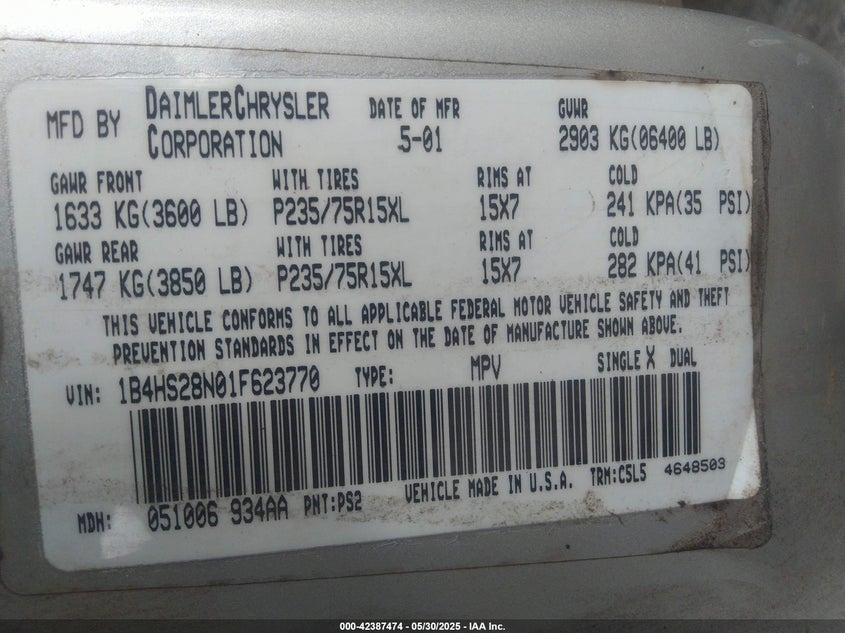 MFD BY DAIMLERCHRYSLER CORPORATION
DATE OF MFR 5-01
GVWR 2903 KG(06400 LB)
GAWR FRONT WITH TIRES RIMS AT COLD
1633 KG(3600 LB) P235/75R15XL 15X7 241 KPA(35 PSI)
GAWR REAR WITH TIRES RIMS AT COLD
1747 KG(3850 LB) P235/75R15XL 15X7 282 KPA(41 PSI)
THIS VEHICLE CONFORMS TO ALL APPLICABLE FEDERAL MOTOR VEHICLE SAFETY AND THEFT
PREVENTION STANDARDS IN EFFECT ON THE DATE OF MANUFACTURE SHOWN ABOVE.
VIN: 1B4HS28N01F623770 TYPE: MPV SINGLE X DUAL
MDH: 051006 934AA PNT:PS2 VEHICLE MADE IN U.S.A. TRM:C5L5 4648503
000-42387474 — 05/30/2025 - IAA Inc.